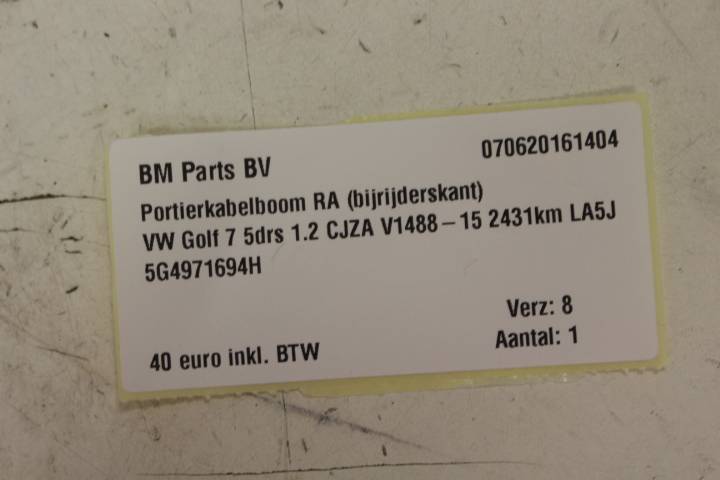 BM Parts BV 070620161404
Portierkabelboom RA (bijrijderskant)
VW Golf 7 5drs 1.2 CJZA V1488-15 2431km LA5J
5G4971694H
Verz: 8
40 euro inkl. BTW Aantal: 1